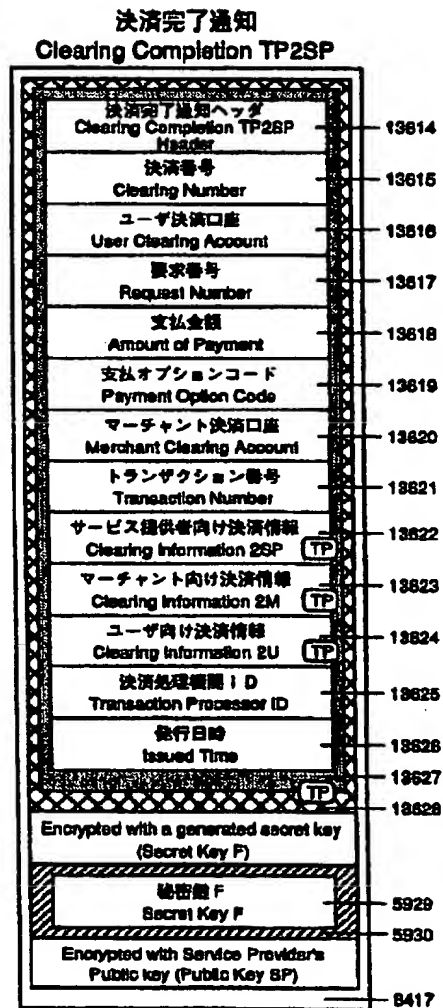 決済完了通知
Clearing Completion TP2SP
決済完了通知ヘッダ
Clearing Completion TP2SP
Header
13614
決済番号
Clearing Number
13615
ユーザ決済口座
User Clearing Account
13616
要求番号
Request Number
13617
支払金額
Amount of Payment
13618
支払オプションコード
Payment Option Code
13619
マーチャント決済口座
Merchant Clearing Account
13620
トランザクション番号
Transaction Number
13621
サービス提供者向け決済情報
Clearing Information 2SP
TP
13622
マーチャント向け決済情報
Clearing Information 2M
TP
13623
ユーザ向け決済情報
Clearing Information 2U
TP
13624
決済処理機関ID
Transaction Processor ID
13625
発行日時
Issued Time
13626
13627
TP
13628
Encrypted with a generated secret key
(Secret Key F)
秘密鍵F
Secret Key F
5929
5930
Encrypted with Service Provider's
Public key (Public Key SP)
8417